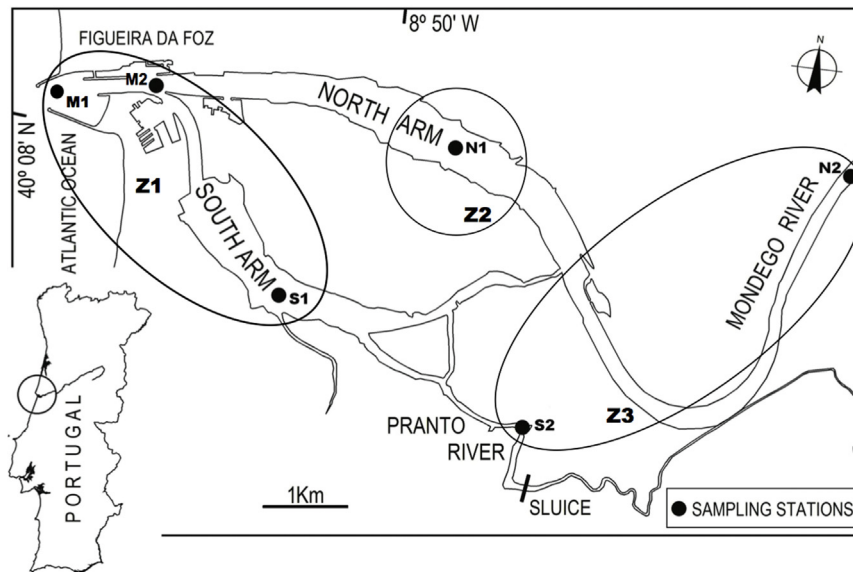 8º 50' W
FIGUEIRA DA FOZ
N
M2
M1
NORTH ARM
40º 08' N
ATLANTIC OCEAN
N1
Z1
Z2
N2
SOUTH ARM
MONDEGO RIVER
S1
Z3
PRANTO
RIVER
S2
PORTUGAL
1Km
SLUICE
SAMPLING STATIONS